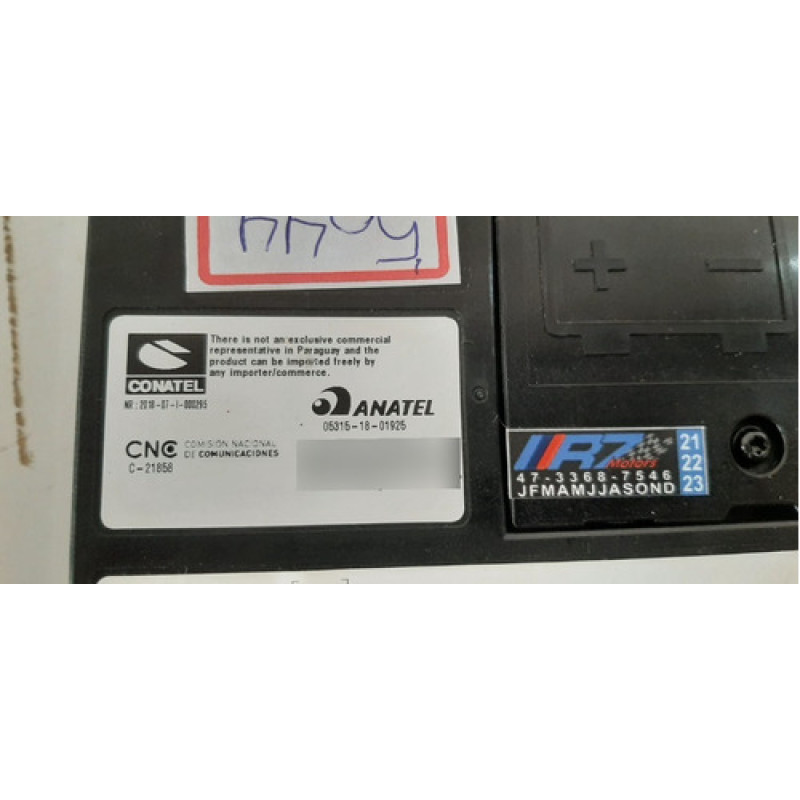 There is not an exclusive commercial
representative in Paraguay and the
product can be imported freely by
any importer/commerce.
CONATEL
NR: 2018-07-I-000295
ANATEL
05315-18-01925
CNC COMISIÓN NACIONAL
DE COMUNICACIONES
C-21858
R7
Motors
47-3368-7546
JFMAMJJASOND
21
22
23